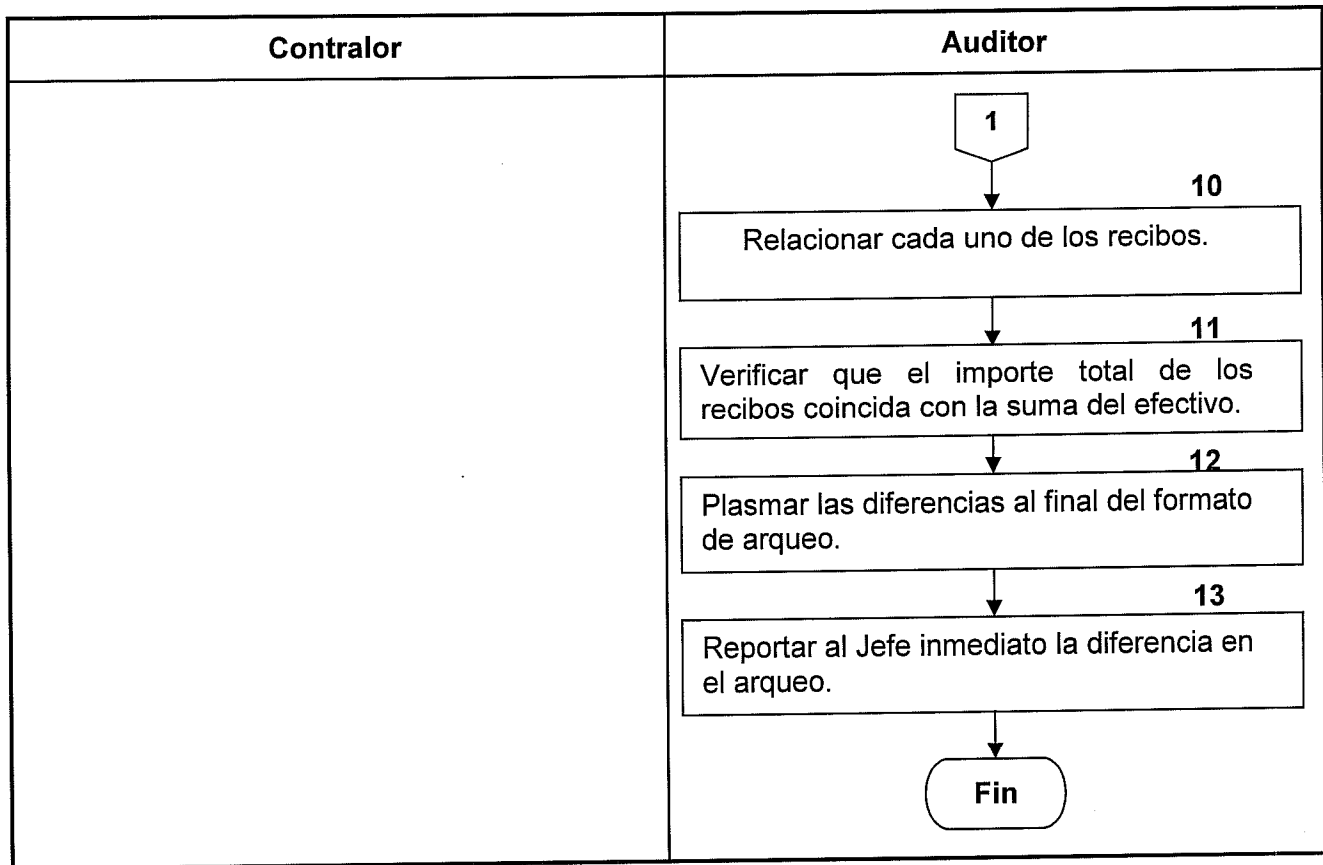 Contralor
Auditor
1
10
Relacionar cada uno de los recibos.
11
Verificar que el importe total de los
recibos coincida con la suma del efectivo.
12
Plasmar las diferencias al final del formato
de arqueo.
13
Reportar al Jefe inmediato la diferencia en
el arqueo.
Fin